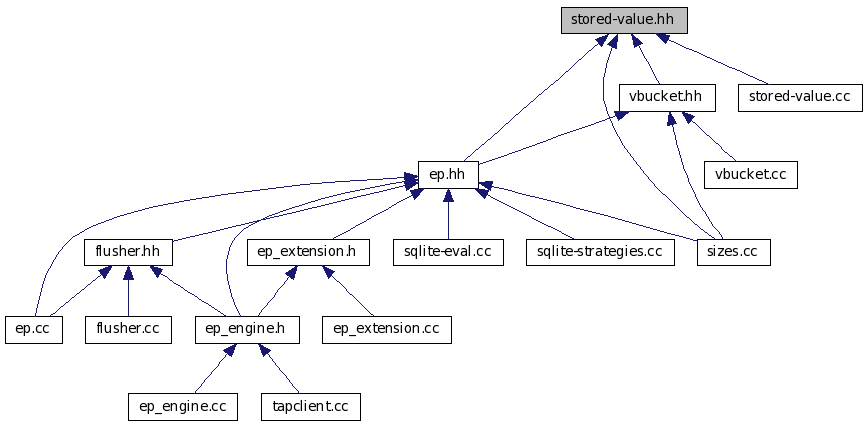 stored-value.hh
vbucket.hh
stored-value.cc
ep.hh
vbucket.cc
flusher.hh
ep_extension.h
sqlite-eval.cc
sqlite-strategies.cc
sizes.cc
ep.cc
flusher.cc
ep_engine.h
ep_extension.cc
ep_engine.cc
tapclient.cc